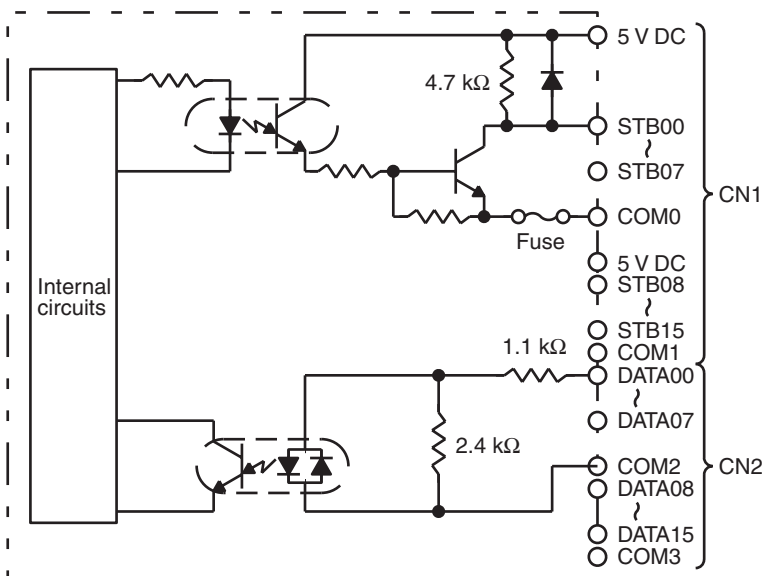 5 V DC
4.7 kΩ
STB00
~
STB07
CN1
COM0
Fuse
5 V DC
STB08
~
Internal
circuits
STB15
1.1 kΩ
COM1
DATA00
~
DATA07
2.4 kΩ
COM2
CN2
DATA08
~
DATA15
COM3